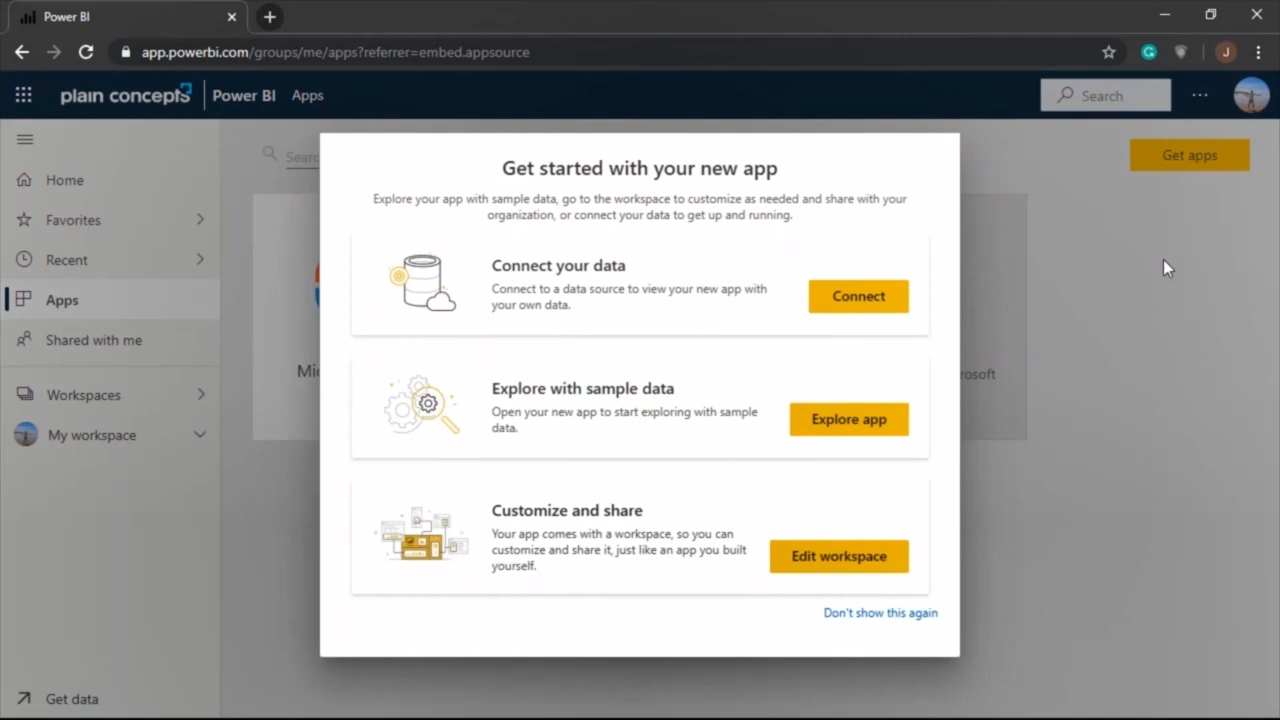 Power BI
app.powerbi.com/groups/me/apps?referrer=embed.appsource
J
plain concepts
Power BI
Apps
Search
Home
Favorites
Recent
Apps
Shared with me
Workspaces
My workspace
Get data
Get apps
Get started with your new app
Explore your app with sample data, go to the workspace to customize as needed and share with your
organization, or connect your data to get up and running.
Connect your data
Connect to a data source to view your new app with
your own data.
Connect
Explore with sample data
Open your new app to start exploring with sample
data.
Explore app
Customize and share
Your app comes with a workspace, so you can
customize and share it, just like an app you built
yourself.
Edit workspace
Don't show this again